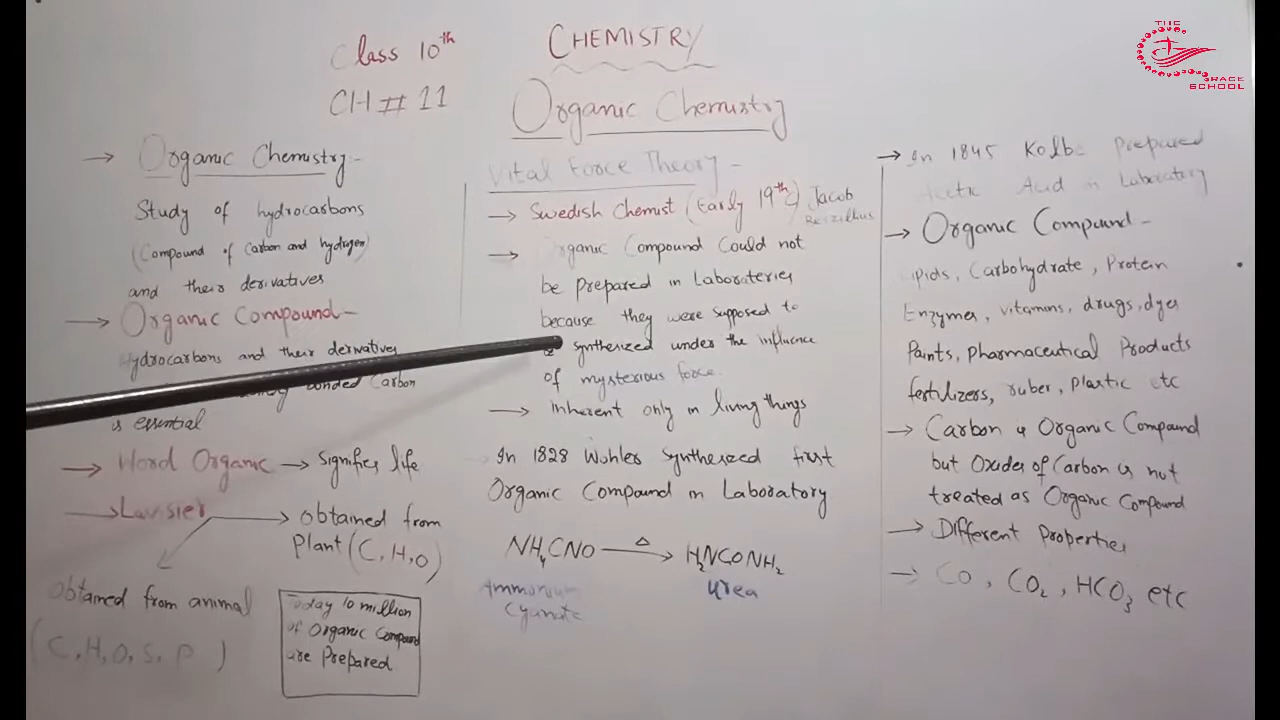 Class 10th
CHEMISTRY
CH # 11
Organic Chemistry
THE
GRACE
SCHOOL
→ Organic Chemistry-
Study of hydrocarbons
(Compound of Carbon and hydrogen)
and their derivatives
→ Organic Compound-
Hydrocarbons and their derivatives
bonded Carbon
is essential
→ Word Organic → Signifies life
→
→ obtained from
Plant (C, H, O)
obtained from animal
(C, H, O, S, P )
Today 10 million
of Organic Compound
are Prepared
Vital Force Theory -
→ Swedish Chemist (Early 19th C) Jacob
→ Organic Compound Could not
be prepared in Laborateries
because they were supposed to
synthesized under the influence
of mysterious force.
→ Inherent only in living things
In 1828 Wohler Synthesized first
Organic Compound in Laboratory
NH4CNO —Δ→ H2NCONH2
Ammonium
Cyanate
Urea
→ In 1845 Kolbe Prepared
Acetic Acid in Laboratory
→ Organic Compound-
Lipids, Carbohydrate, Protein
Enzymes, vitamins, drugs, dyes
Paints, Pharmaceutical Products
fertilizers, ruber, Plastic etc
→ Carbon is Organic Compound
but Oxides of Carbon is not
treated as Organic Compound
→ Different Properties
→ CO, CO2, HCO3 etc